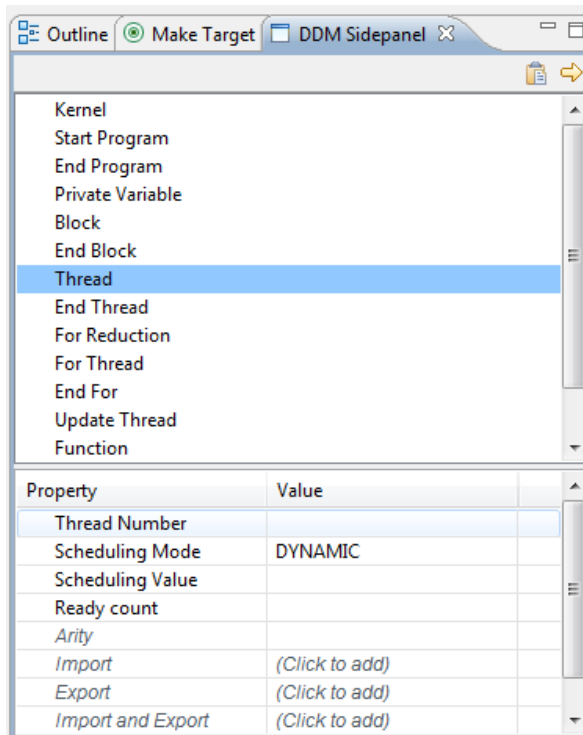 Outline Make Target DDM Sidepanel
Kernel
Start Program
End Program
Private Variable
Block
End Block
Thread
End Thread
For Reduction
For Thread
End For
Update Thread
Function
Property Value
Thread Number
Scheduling Mode DYNAMIC
Scheduling Value
Ready count
Arity
Import (Click to add)
Export (Click to add)
Import and Export (Click to add)